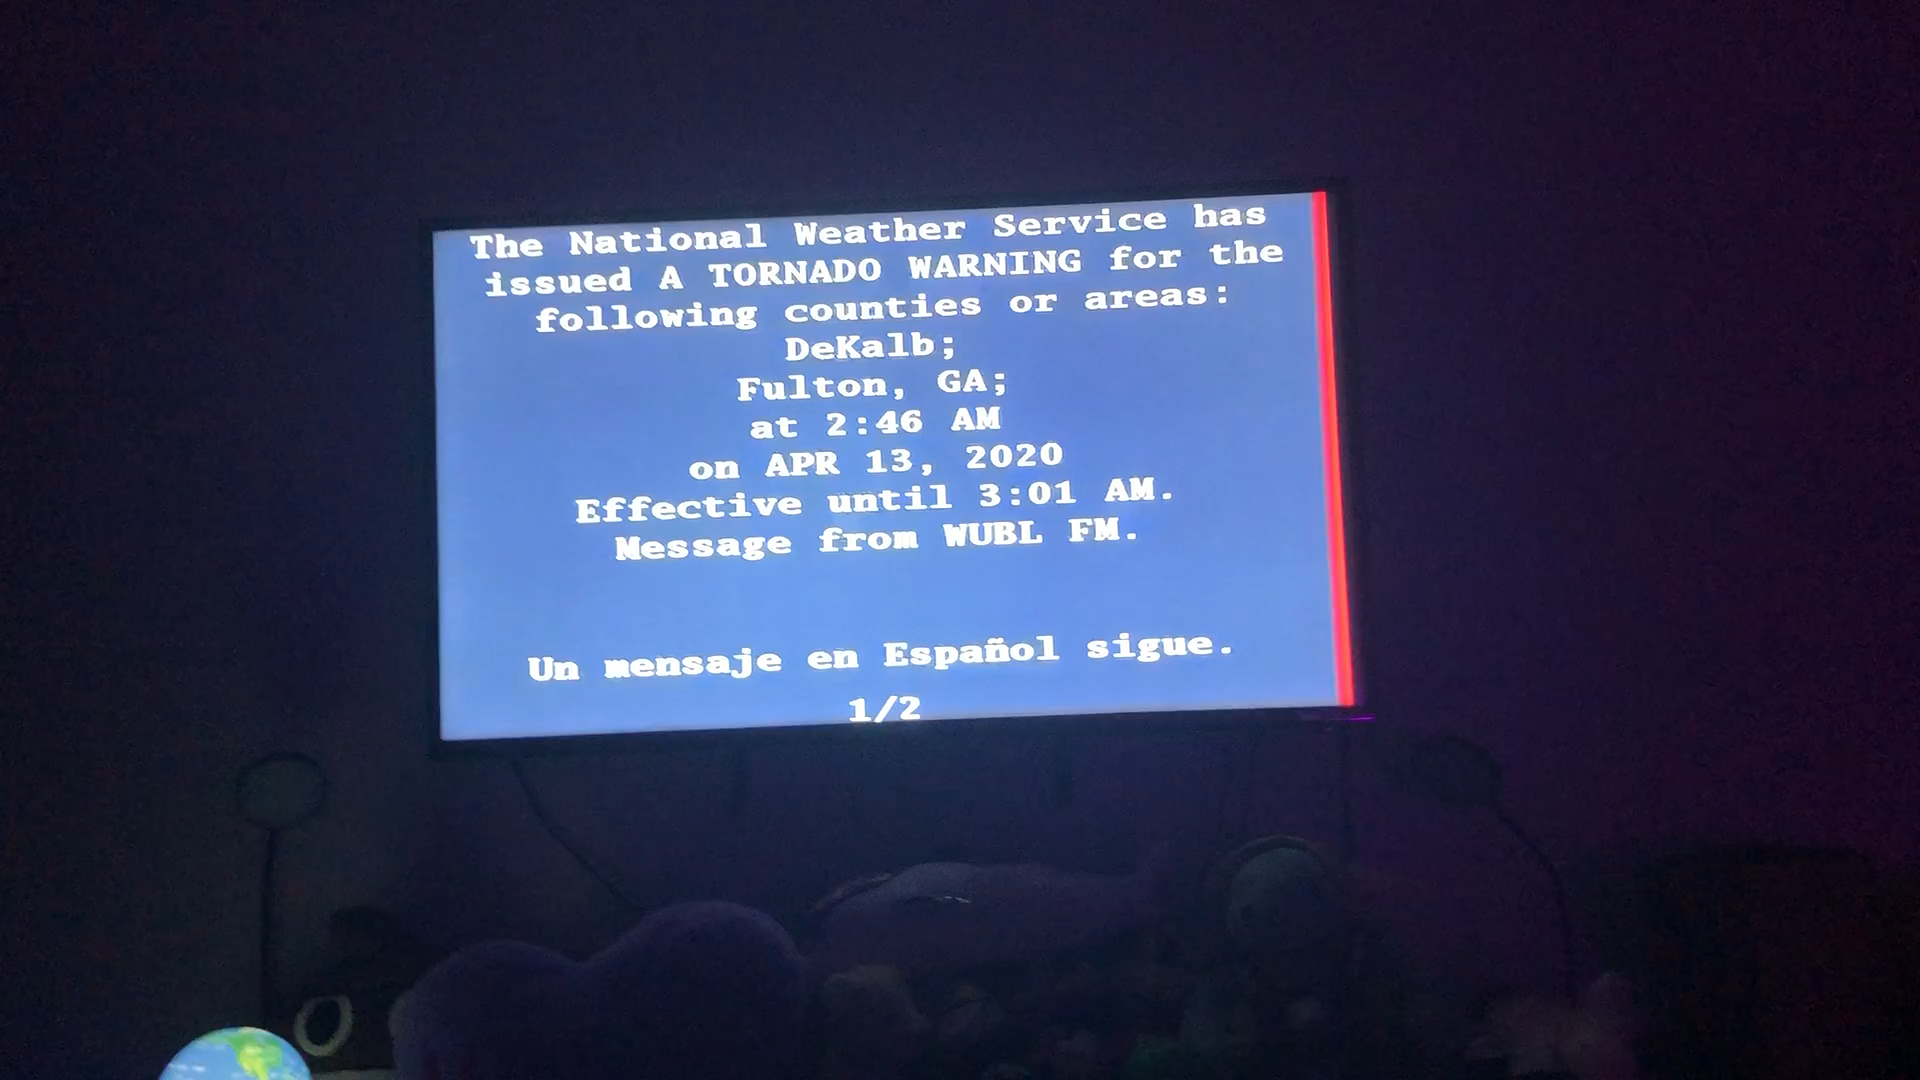 The National Weather Service has
issued A TORNADO WARNING for the
following counties or areas:
DeKalb;
Fulton, GA;
at 2:46 AM
on APR 13, 2020
Effective until 3:01 AM.
Message from WUBL FM.
Un mensaje en Español sigue.
1/2